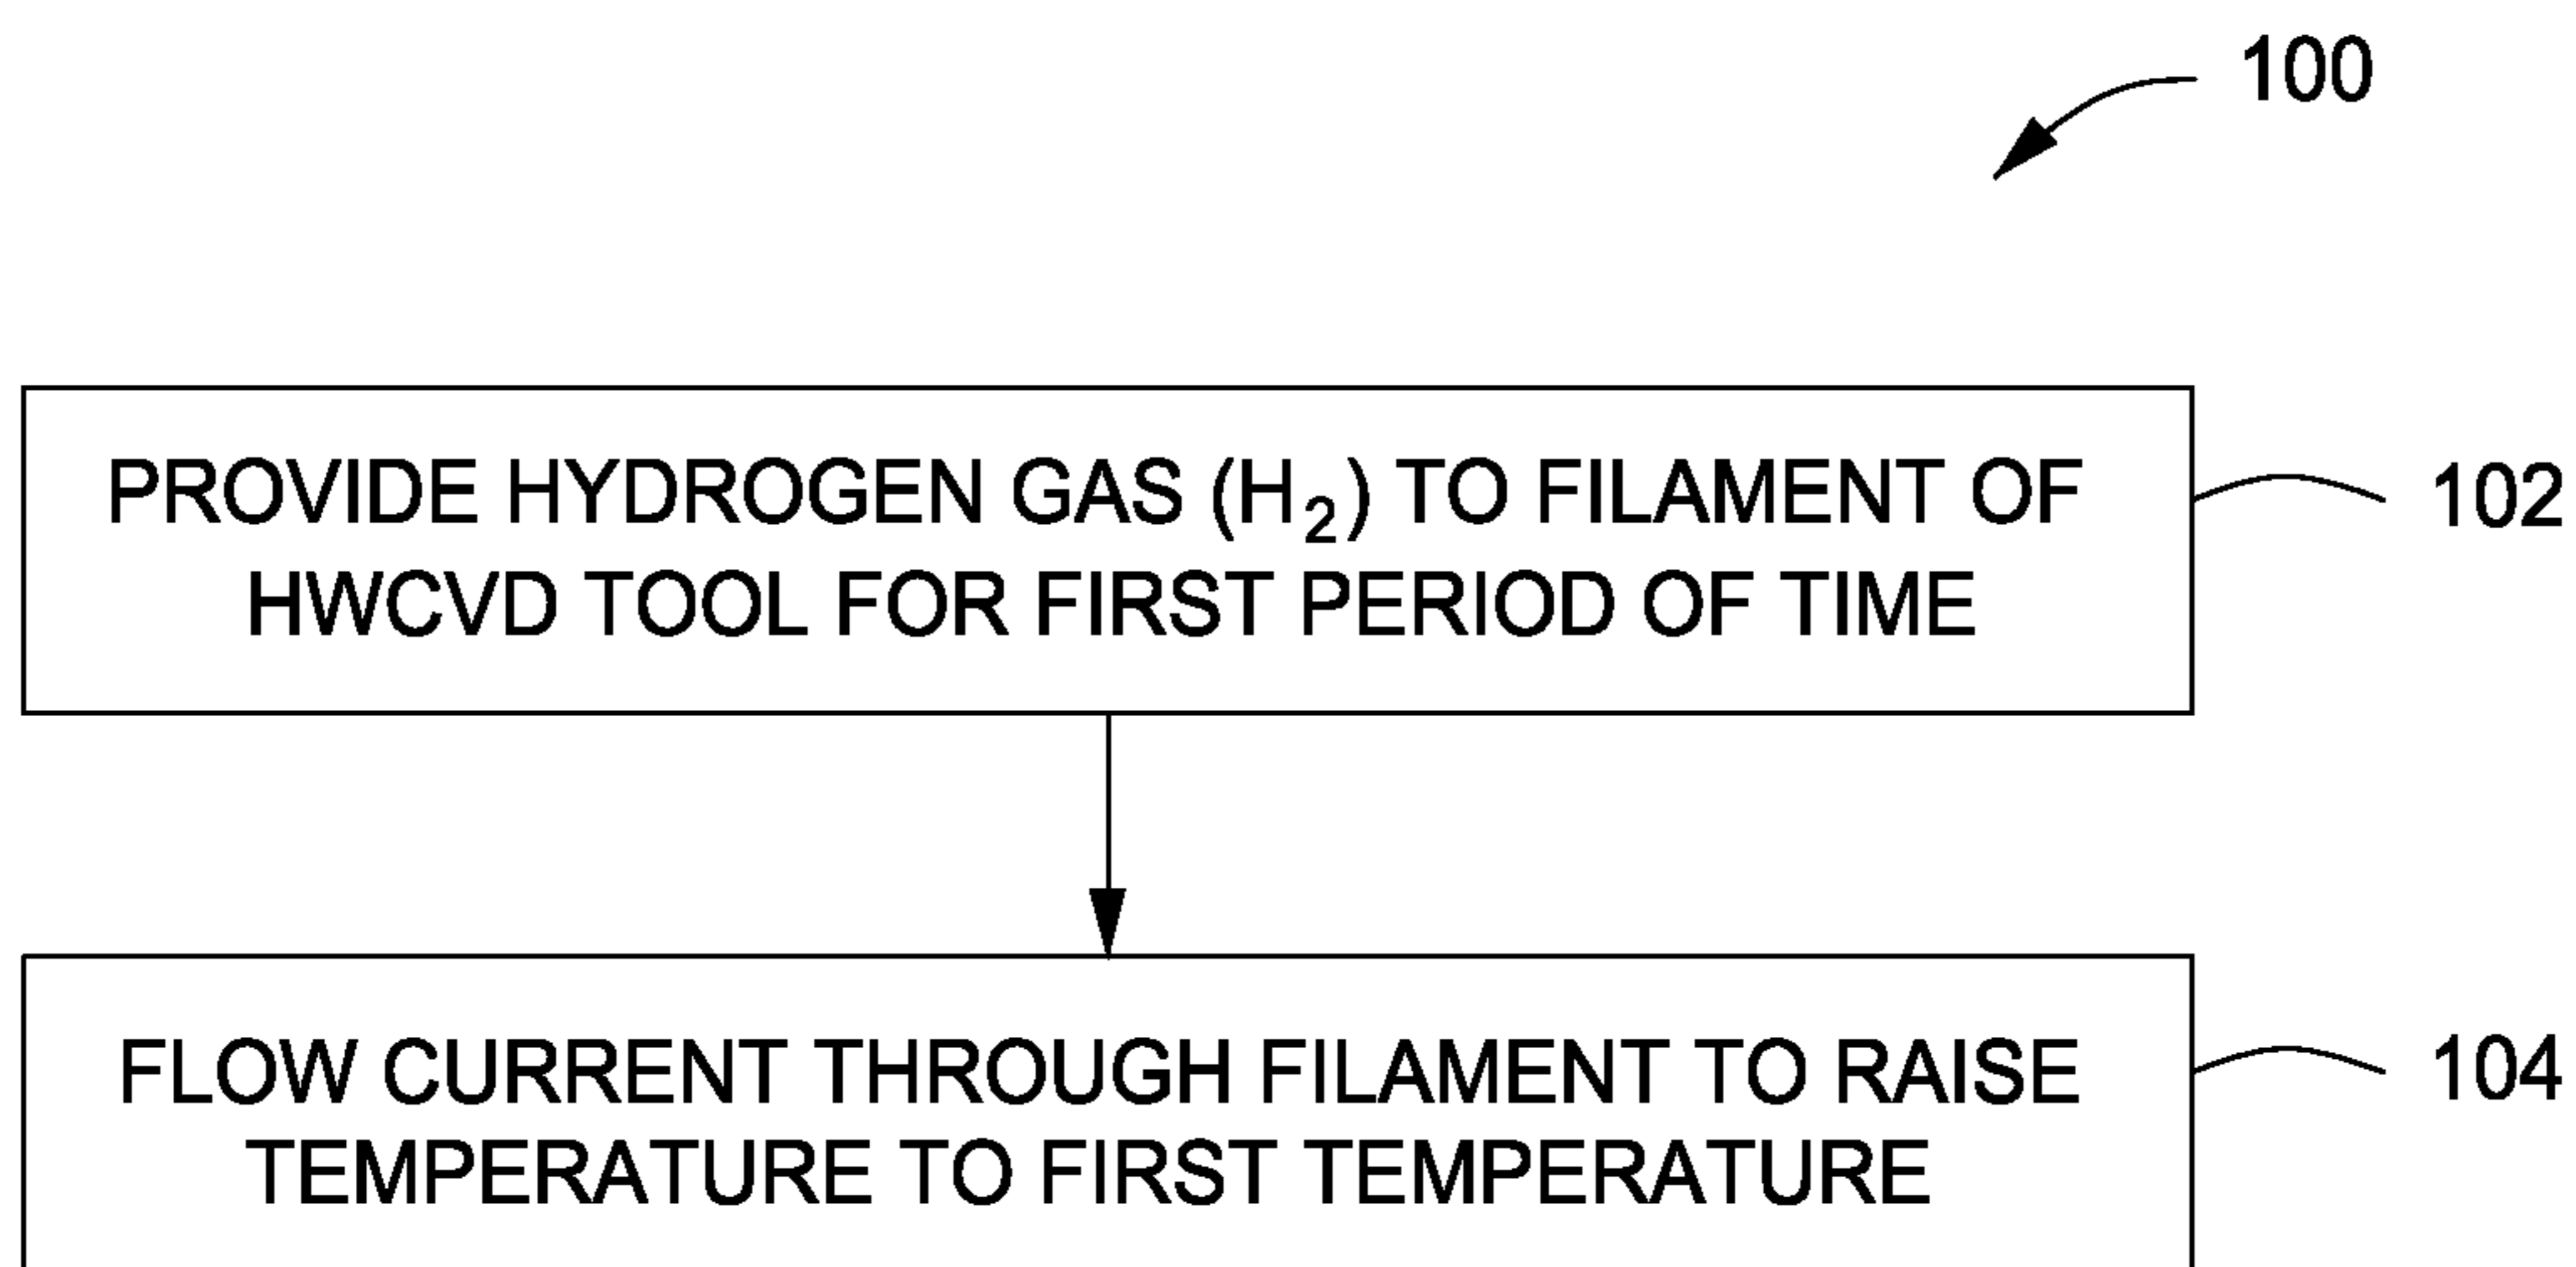 100
PROVIDE HYDROGEN GAS (H₂) TO FILAMENT OF
HWCVD TOOL FOR FIRST PERIOD OF TIME
102
FLOW CURRENT THROUGH FILAMENT TO RAISE
TEMPERATURE TO FIRST TEMPERATURE
104